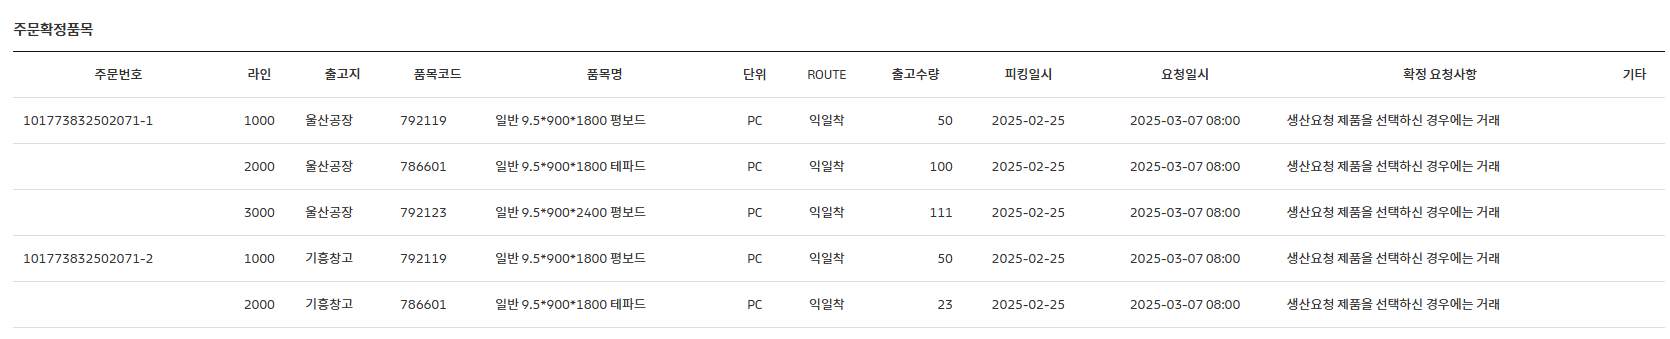 주문확정품목
주문번호 라인 출고지 품목코드 품목명 단위 ROUTE 출고수량 피킹일시 요청일시 확정 요청사항 기타
101773832502071-1 1000 울산공장 792119 일반 9.5*900*1800 평보드 PC 익일착 50 2025-02-25 2025-03-07 08:00 생산요청 제품을 선택하신 경우에는 거래
2000 울산공장 786601 일반 9.5*900*1800 테파드 PC 익일착 100 2025-02-25 2025-03-07 08:00 생산요청 제품을 선택하신 경우에는 거래
3000 울산공장 792123 일반 9.5*900*2400 평보드 PC 익일착 111 2025-02-25 2025-03-07 08:00 생산요청 제품을 선택하신 경우에는 거래
101773832502071-2 1000 기흥창고 792119 일반 9.5*900*1800 평보드 PC 익일착 50 2025-02-25 2025-03-07 08:00 생산요청 제품을 선택하신 경우에는 거래
2000 기흥창고 786601 일반 9.5*900*1800 테파드 PC 익일착 23 2025-02-25 2025-03-07 08:00 생산요청 제품을 선택하신 경우에는 거래